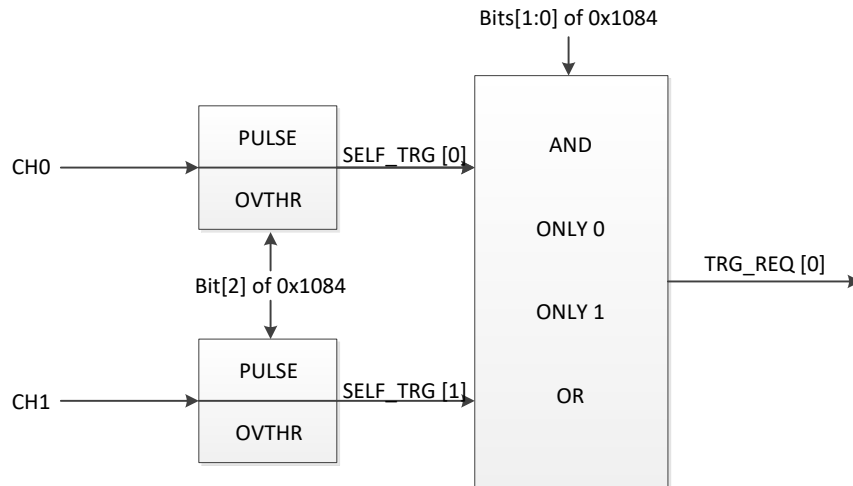 Bits[1:0] of 0x1084
PULSE
OVTHR
CH0
SELF_TRG [0]
AND
ONLY 0
ONLY 1
OR
TRG_REQ [0]
Bit[2] of 0x1084
PULSE
OVTHR
CH1
SELF_TRG [1]